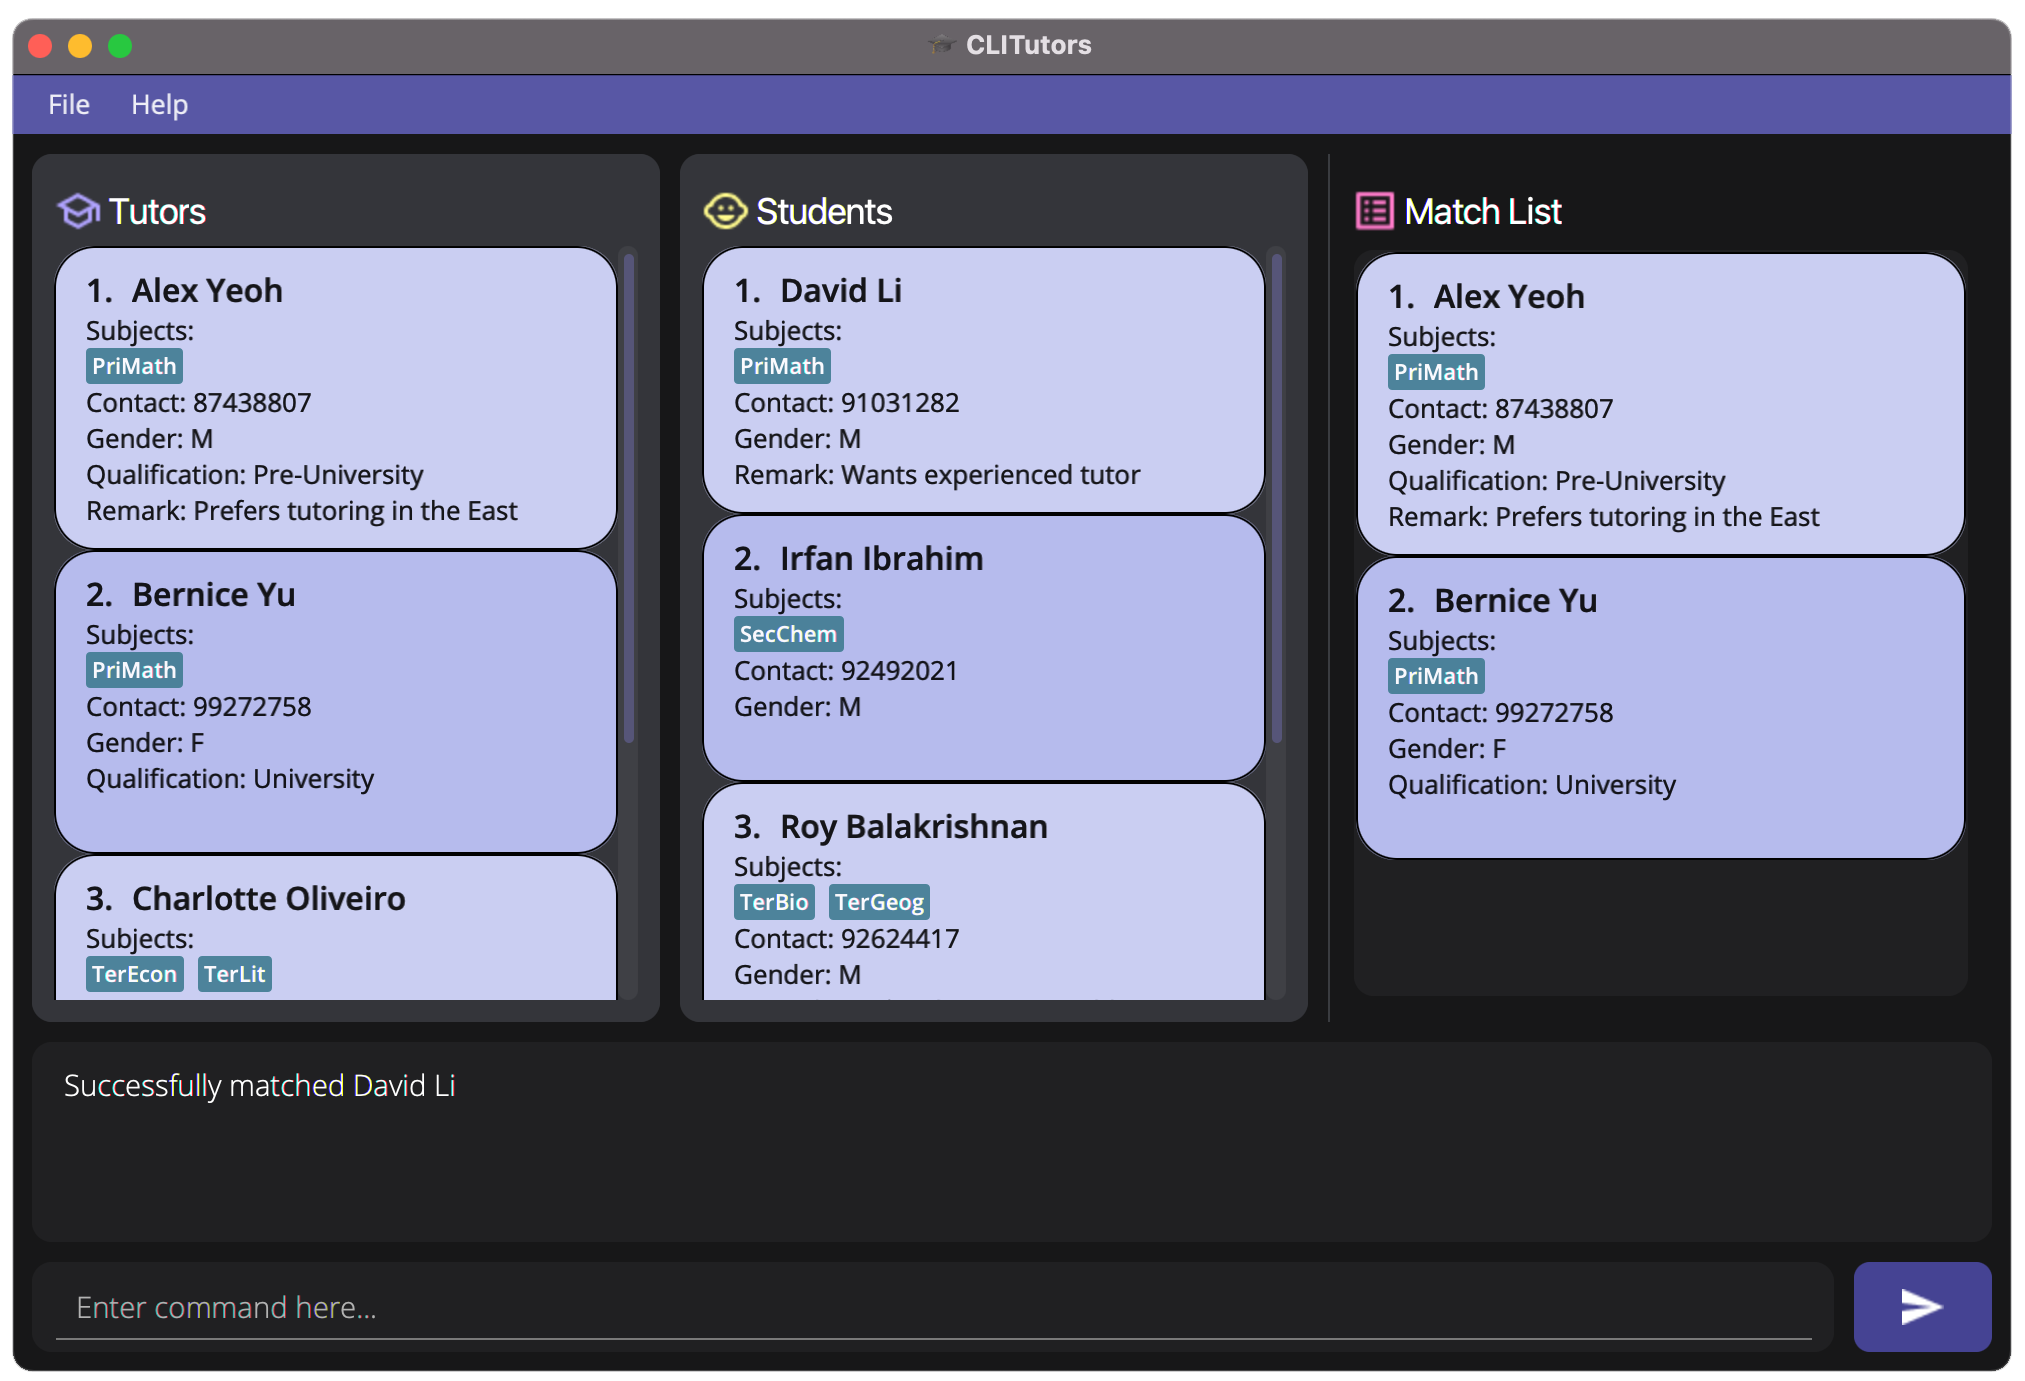 CLITutors
File Help
Tutors
1. Alex Yeoh
Subjects:
PriMath
Contact: 87438807
Gender: M
Qualification: Pre-University
Remark: Prefers tutoring in the East
2. Bernice Yu
Subjects:
PriMath
Contact: 99272758
Gender: F
Qualification: University
3. Charlotte Oliveiro
Subjects:
TerEcon TerLit
Students
1. David Li
Subjects:
PriMath
Contact: 91031282
Gender: M
Remark: Wants experienced tutor
2. Irfan Ibrahim
Subjects:
SecChem
Contact: 92492021
Gender: M
3. Roy Balakrishnan
Subjects:
TerBio TerGeog
Contact: 92624417
Gender: M
Match List
1. Alex Yeoh
Subjects:
PriMath
Contact: 87438807
Gender: M
Qualification: Pre-University
Remark: Prefers tutoring in the East
2. Bernice Yu
Subjects:
PriMath
Contact: 99272758
Gender: F
Qualification: University
Successfully matched David Li
Enter command here...